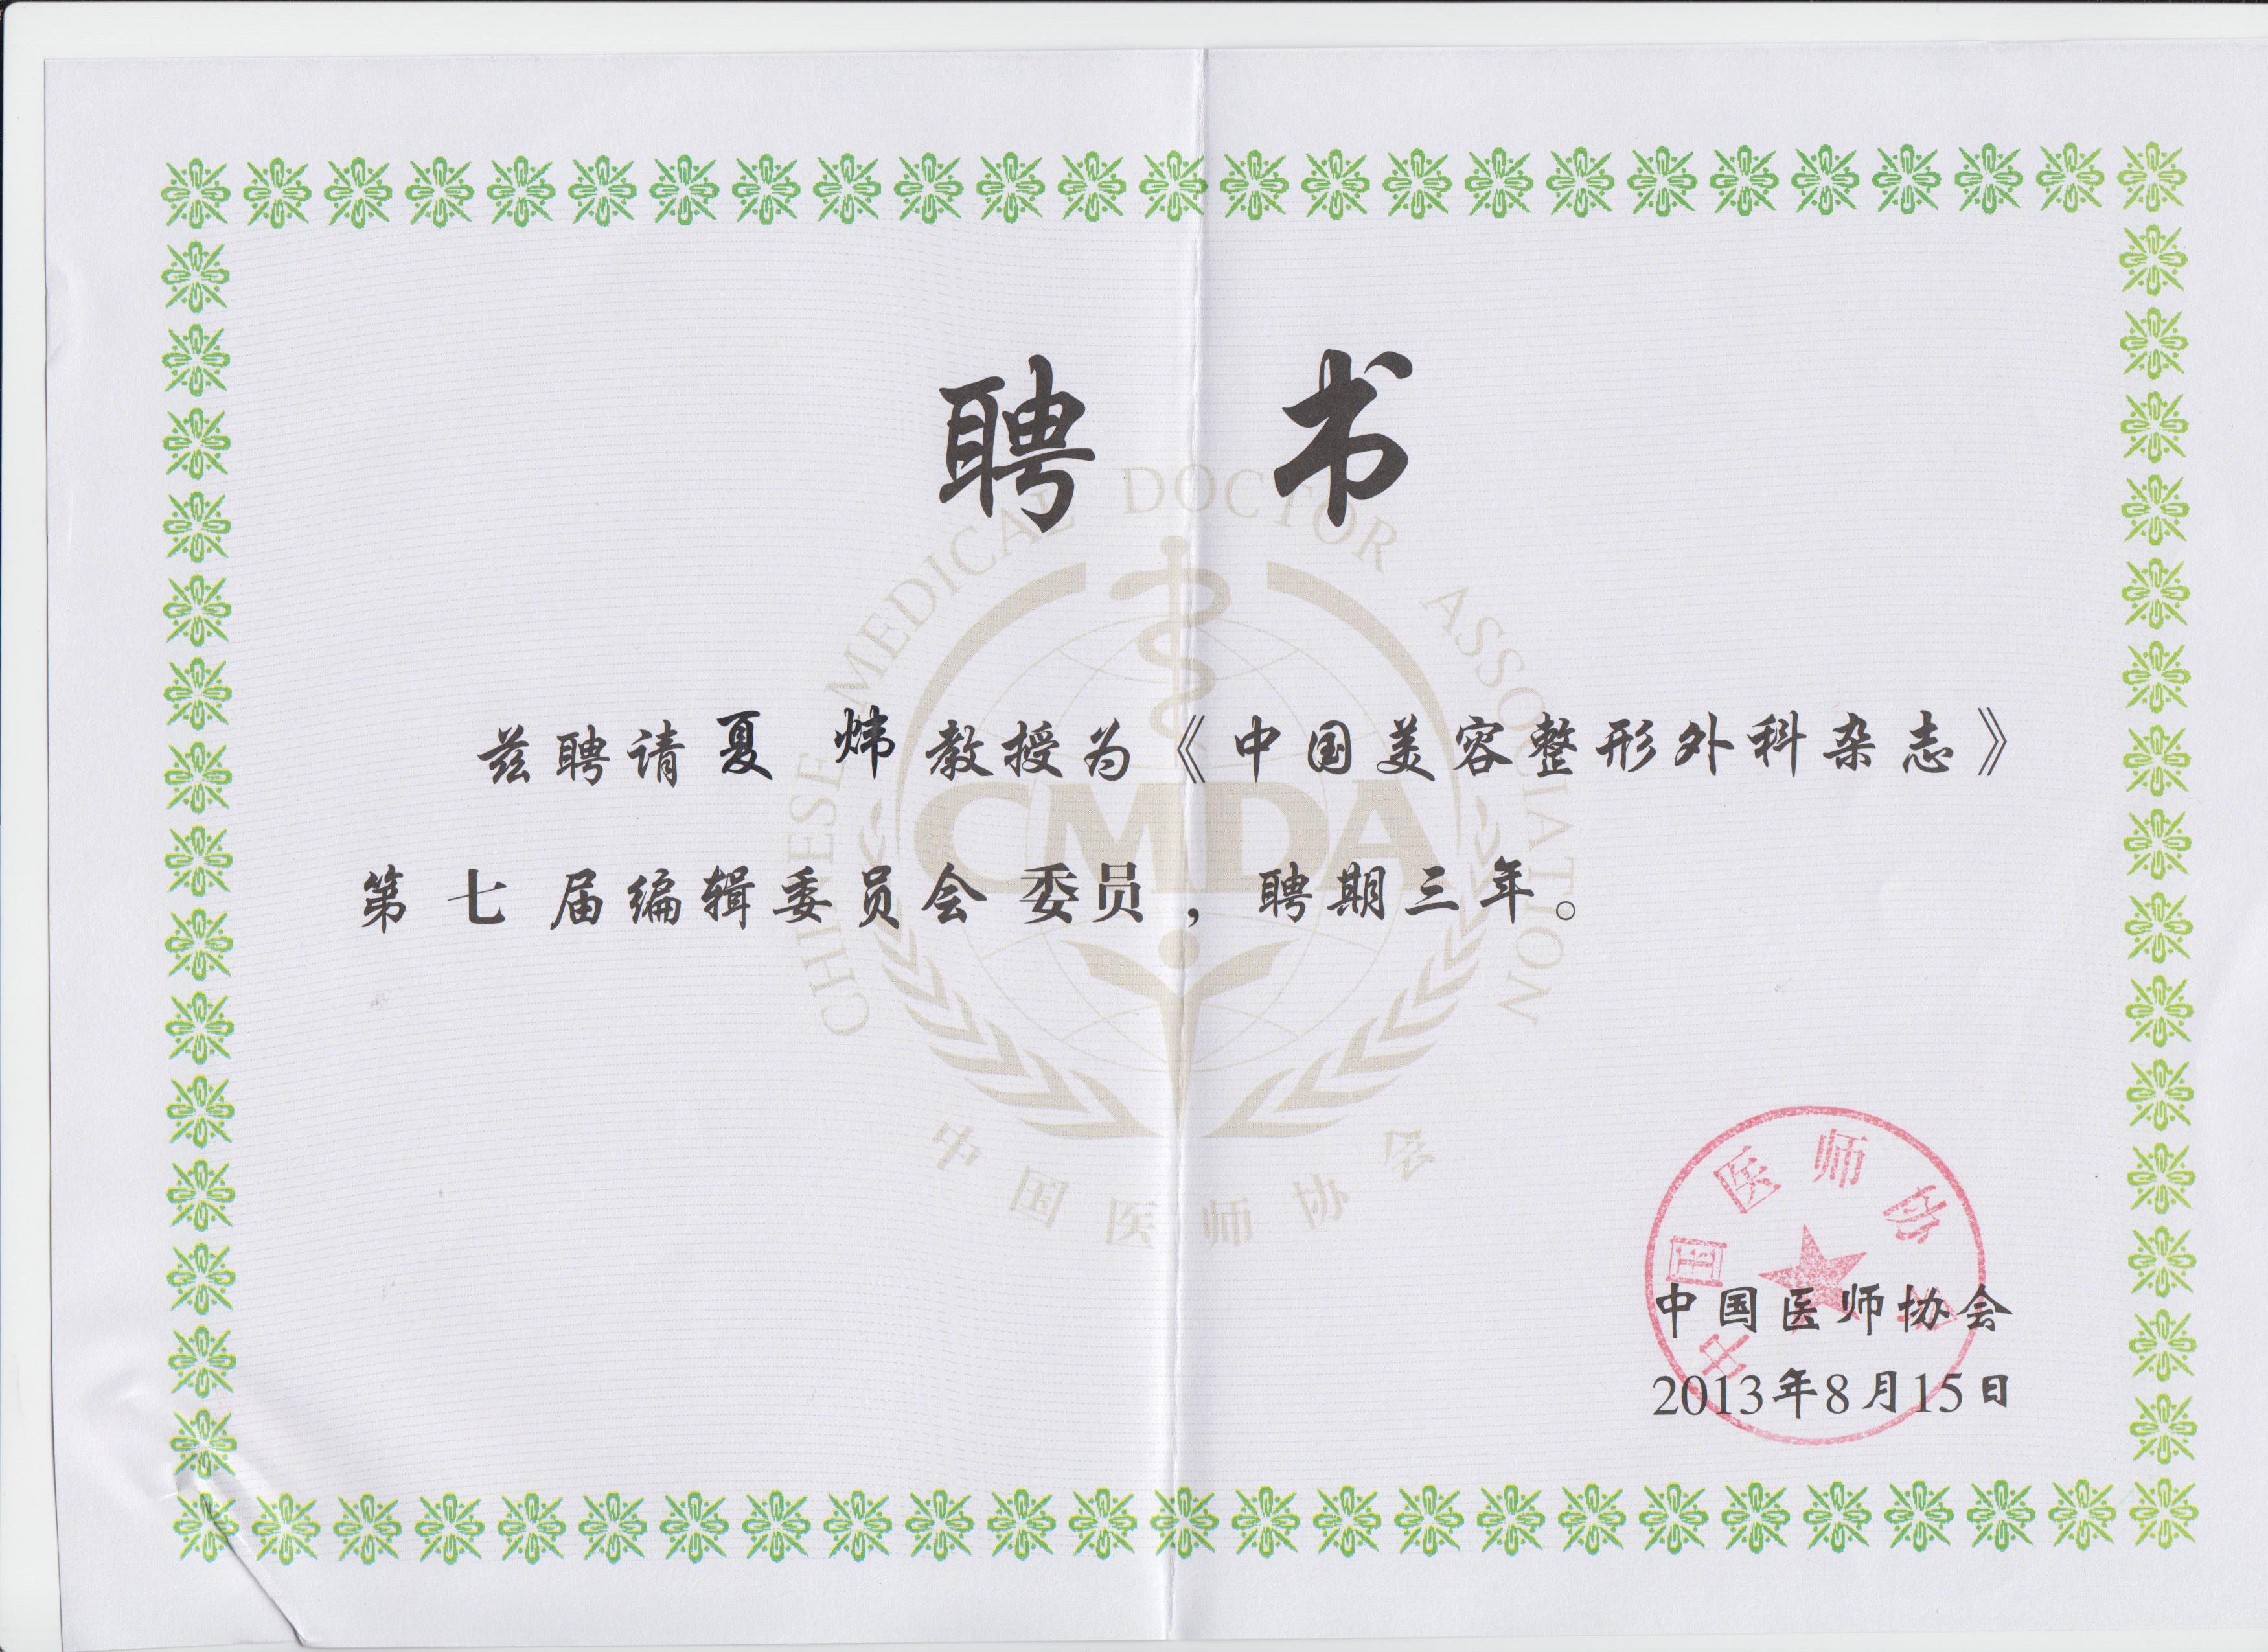 聘 书
CHINESE MEDICAL DOCTOR ASSOCIATION
兹聘请夏 炜教授为《中国美容整形外科杂志》
CMDA
第 七 届编辑委员会 委员，聘期三年。
中国医师协会
中国医师协会
中国医师协会
2013年8月15日